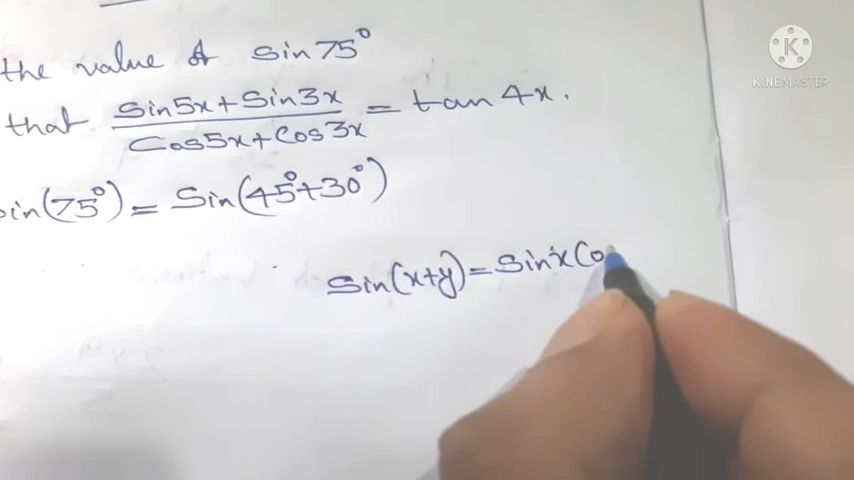 the value of sin 75°
that Sin5x+Sin3x / Cos5x+Cos3x = tan 4x.
sin(75°) = Sin(45°+30°)
Sin(x+y) = Sinx Co
K
KINEMASTER